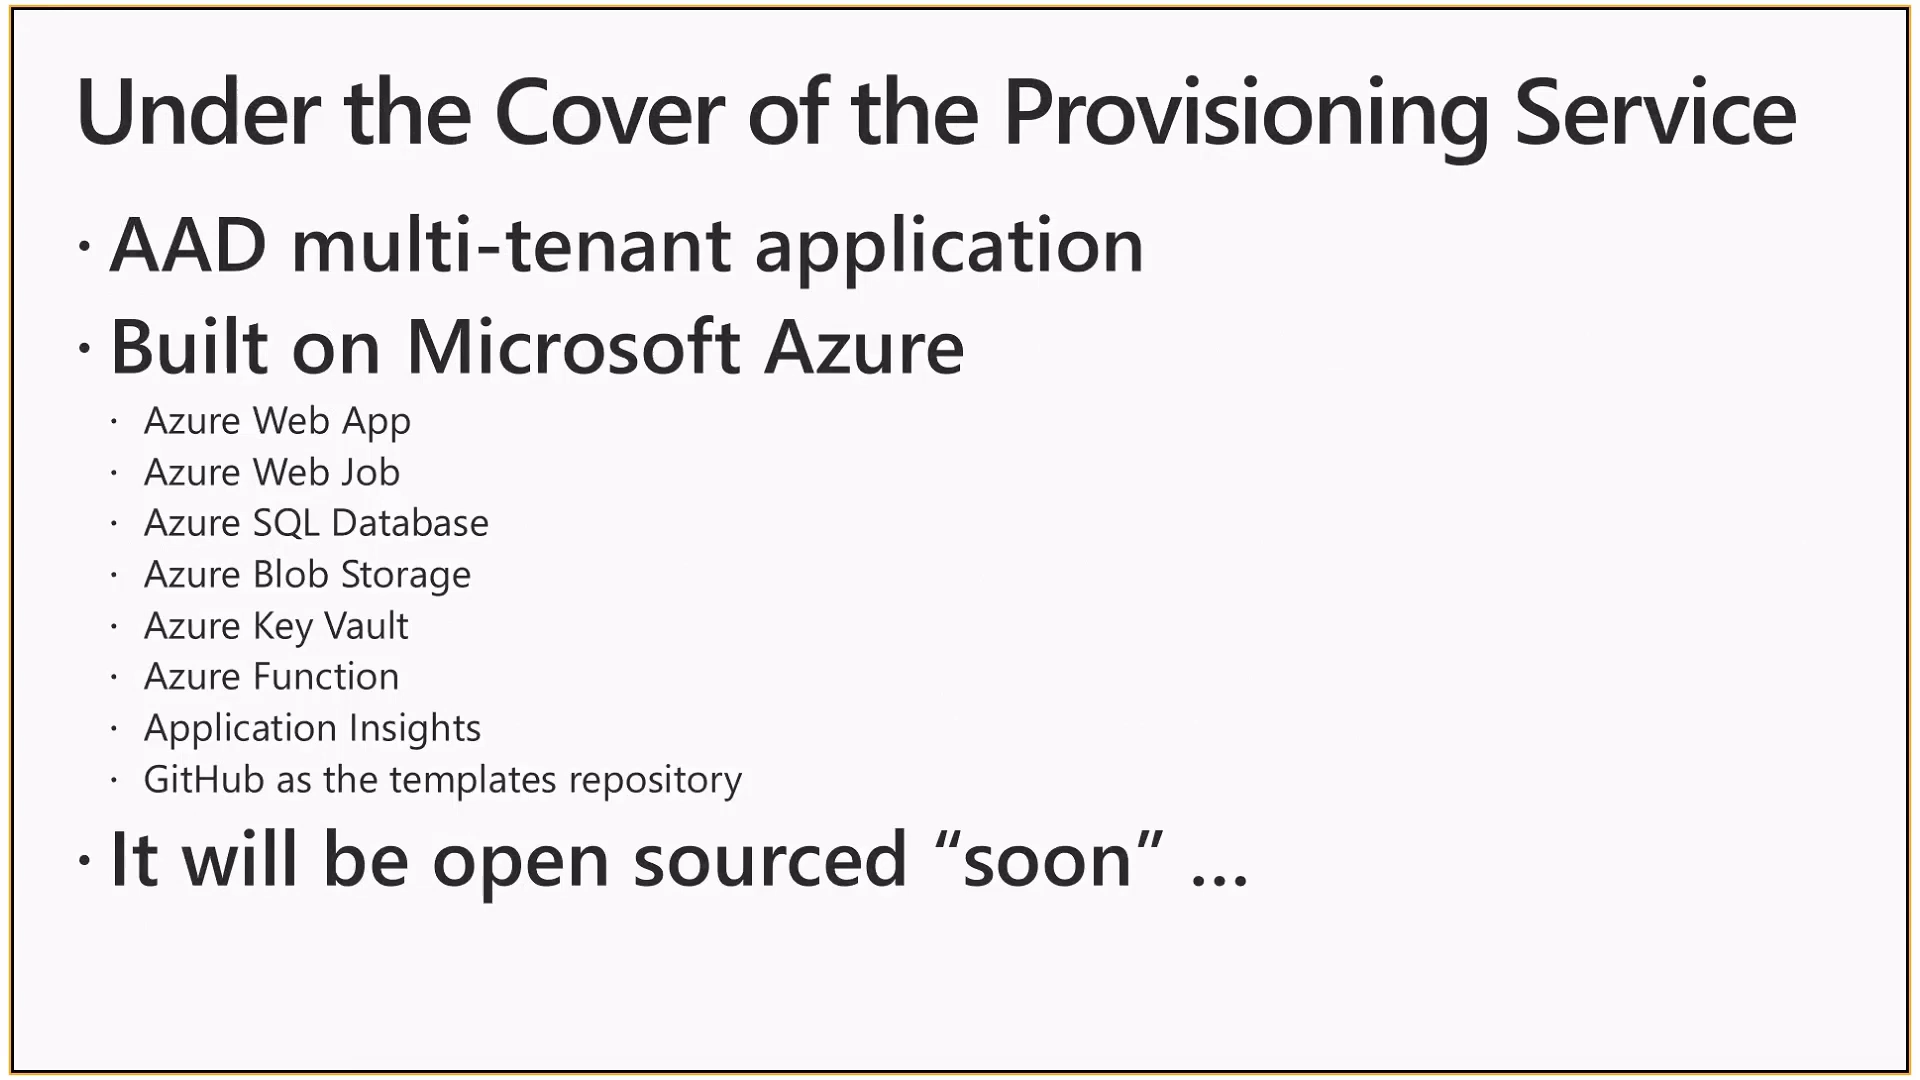 Under the Cover of the Provisioning Service
· AAD multi-tenant application
· Built on Microsoft Azure
· Azure Web App
· Azure Web Job
· Azure SQL Database
· Azure Blob Storage
· Azure Key Vault
· Azure Function
· Application Insights
· GitHub as the templates repository
· It will be open sourced “soon” ...